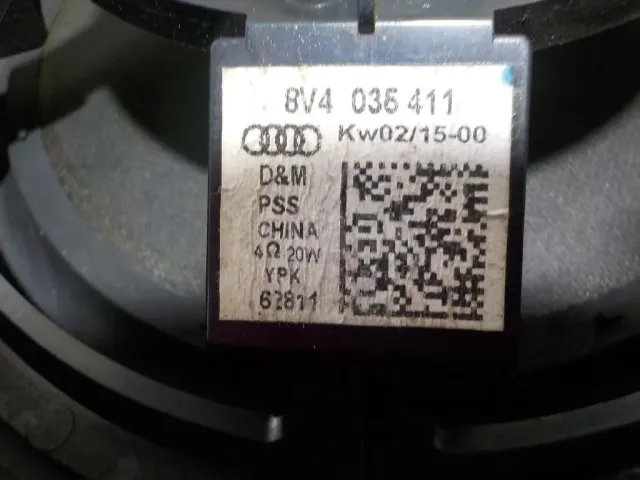 8V4 035 411
Kw02/15-00
D&M
PSS
CHINA
4Ω 20W
YPK
62811